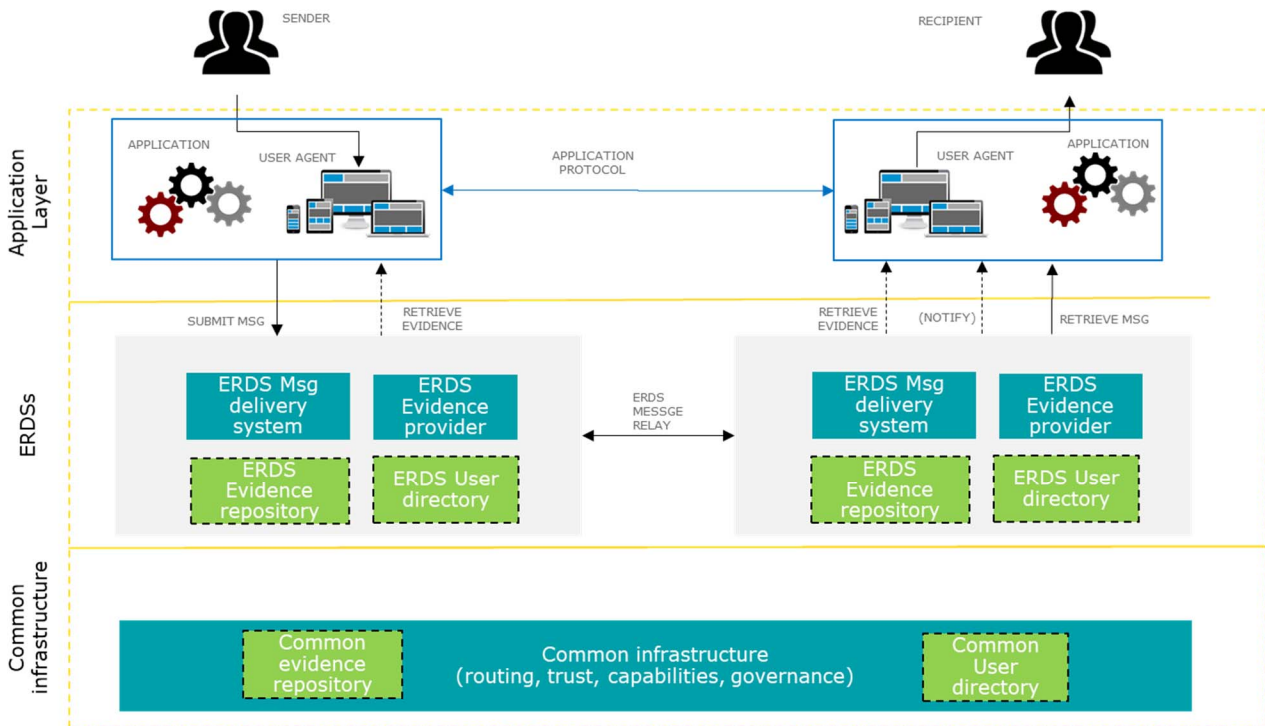 SENDER
RECIPIENT
Application
Layer
APPLICATION
USER AGENT
APPLICATION
PROTOCOL
USER AGENT
APPLICATION
SUBMIT MSG
RETRIEVE
EVIDENCE
RETRIEVE
EVIDENCE
(NOTIFY)
RETRIEVE MSG
ERDSs
ERDS Msg
delivery
system
ERDS
Evidence
provider
ERDS
Evidence
repository
ERDS User
directory
ERDS
MESSGE
RELAY
ERDS Msg
delivery
system
ERDS
Evidence
provider
ERDS
Evidence
repository
ERDS User
directory
Common
infrastructure
Common
evidence
repository
Common infrastructure
(routing, trust, capabilities, governance)
Common
User
directory